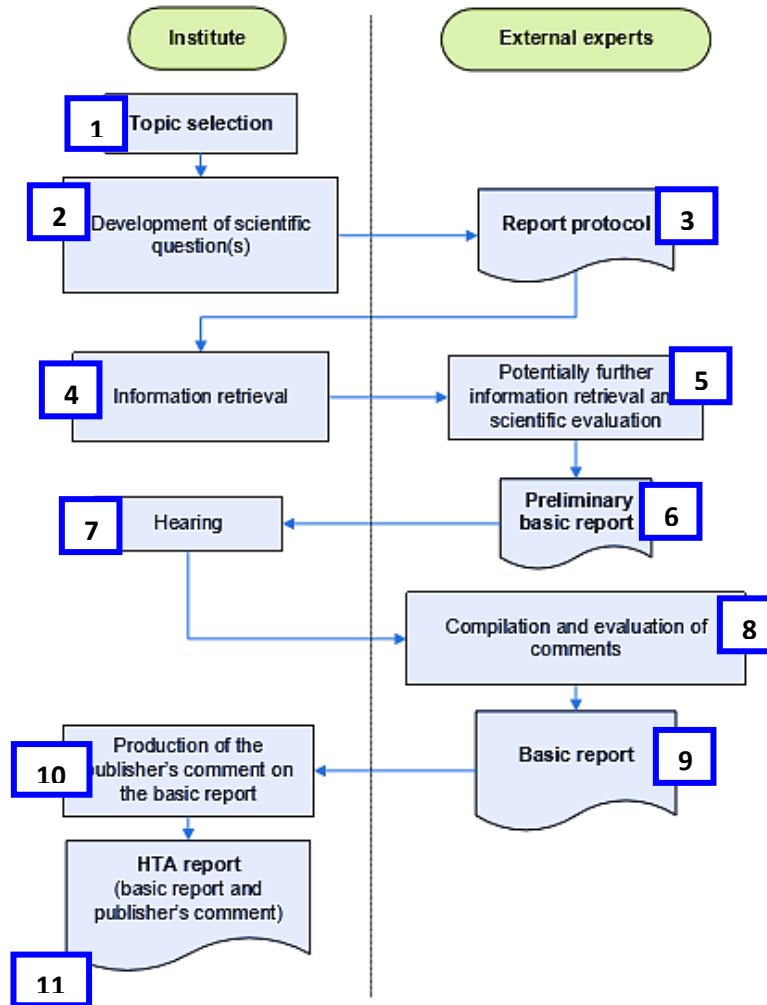 Institute
External experts
1
Topic selection
2
Development of scientific
question(s)
Report protocol
3
4
Information retrieval
5
Potentially further
information retrieval an
scientific evaluation
7
Hearing
Preliminary
basic report
6
Compilation and evaluation of
comments
8
10
Production of the
publisher's comment on
the basic report
Basic report
9
HTA report
(basic report and
publisher's comment)
11